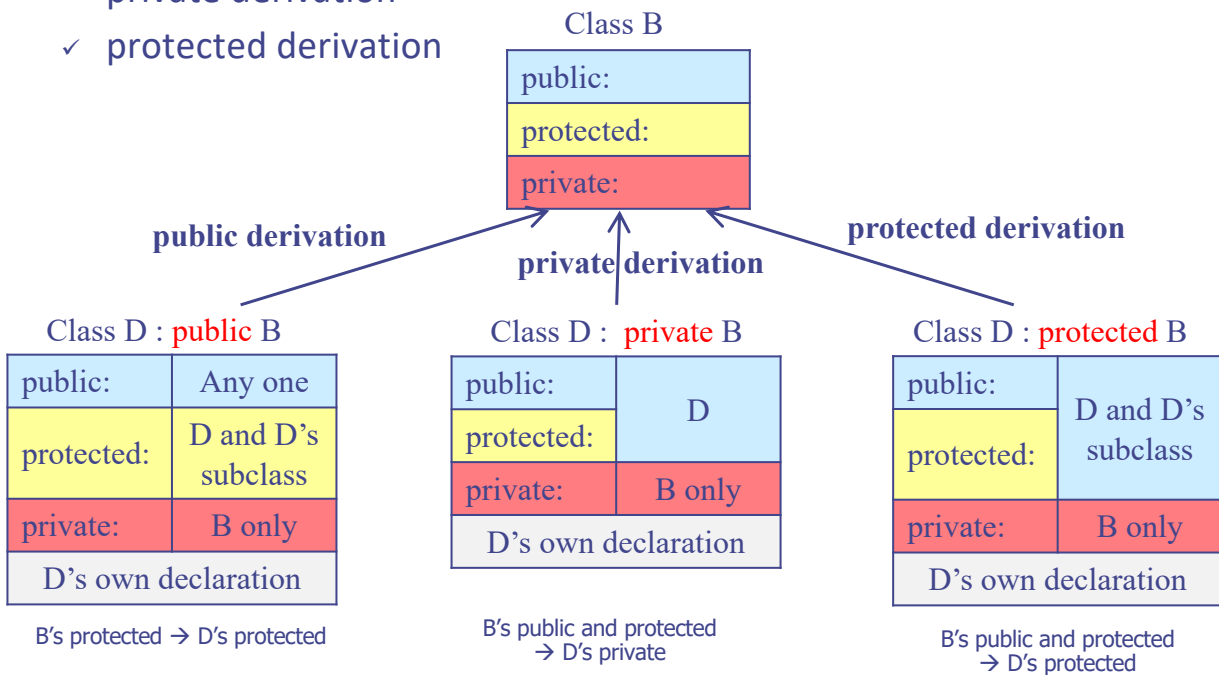 private derivation
✓ protected derivation
Class B
public:
protected:
private:
public derivation
private derivation
protected derivation
Class D : public B
public: Any one
protected: D and D's
subclass
private: B only
D's own declaration
B's protected → D's protected
Class D : private B
public:
D
protected:
private: B only
D's own declaration
B's public and protected
→ D's private
Class D : protected B
public:
D and D's
subclass
protected:
private: B only
D's own declaration
B's public and protected
→ D's protected